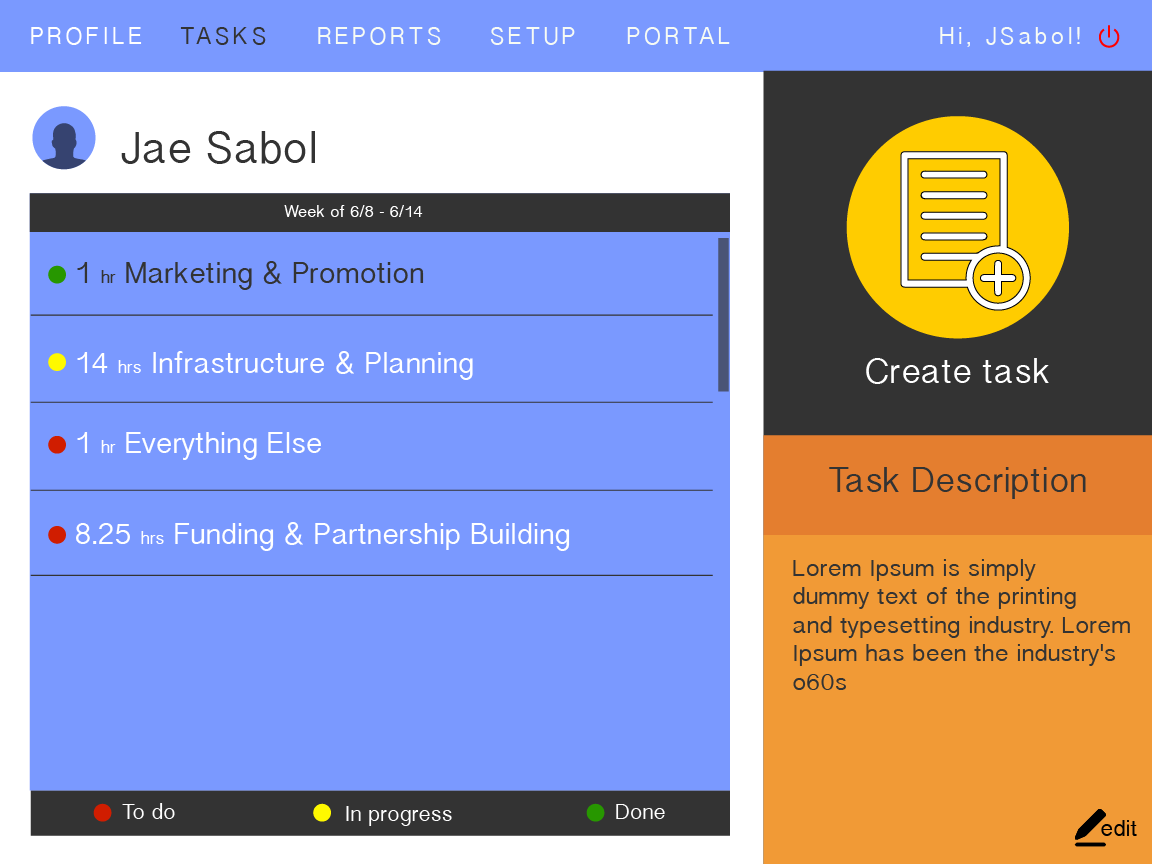 PROFILE TASKS REPORTS SETUP PORTAL Hi, JSabol!
Jae Sabol
Week of 6/8 - 6/14
1 hr Marketing & Promotion
14 hrs Infrastructure & Planning
1 hr Everything Else
8.25 hrs Funding & Partnership Building
To do In progress Done
Create task
Task Description
Lorem Ipsum is simply
dummy text of the printing
and typesetting industry. Lorem
Ipsum has been the industry's
o60s
edit